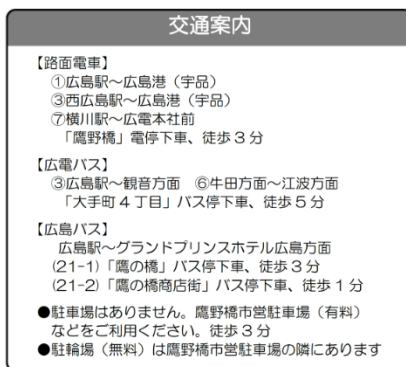 交通案内
【路面電車】
①広島駅～広島港（宇品）
③西広島駅～広島港（宇品）
⑦横川駅～広電本社前
「鷹野橋」電停下車、徒歩３分
【広電バス】
③広島駅～観音方面　⑥牛田方面～江波方面
「大手町４丁目」バス停下車、徒歩５分
【広島バス】
広島駅～グランドプリンスホテル広島方面
(21-1)「鷹の橋」バス停下車、徒歩３分
(21-2)「鷹の橋商店街」バス停下車、徒歩１分
●駐車場はありません。鷹野橋市営駐車場（有料）
などをご利用ください。徒歩３分
●駐輪場（無料）は鷹野橋市営駐車場の隣にあります